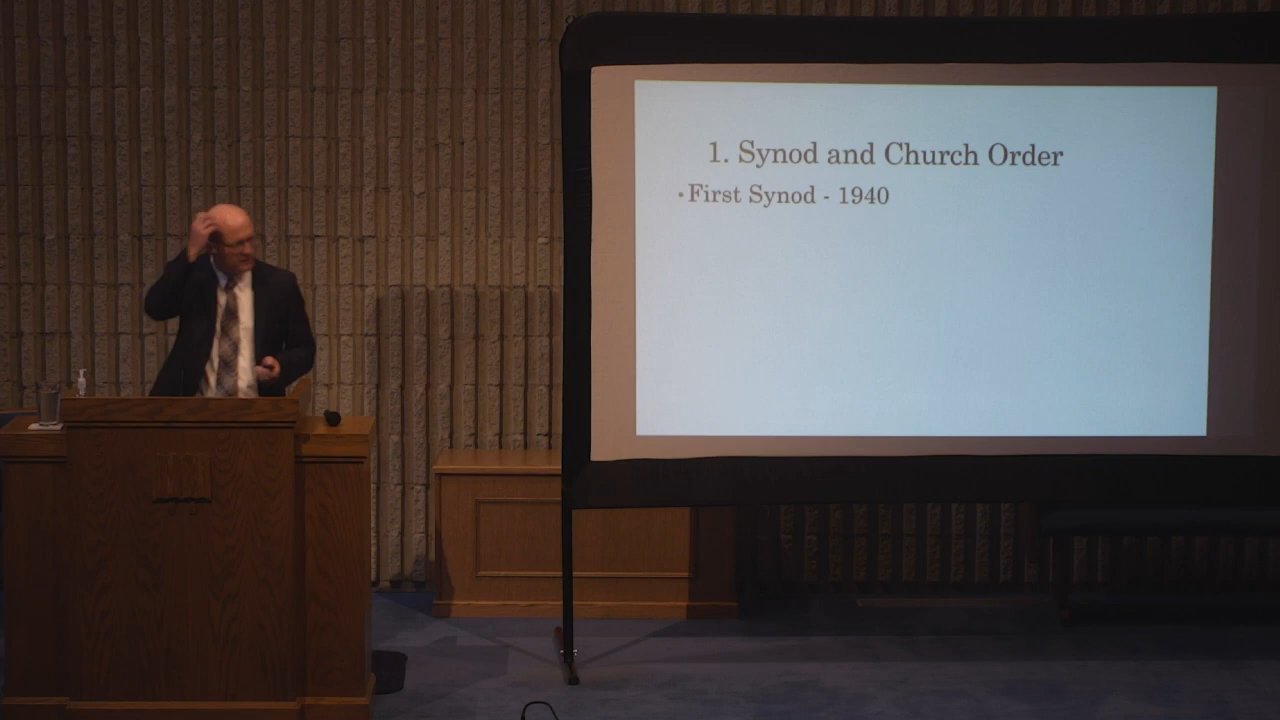 1. Synod and Church Order
• First Synod - 1940